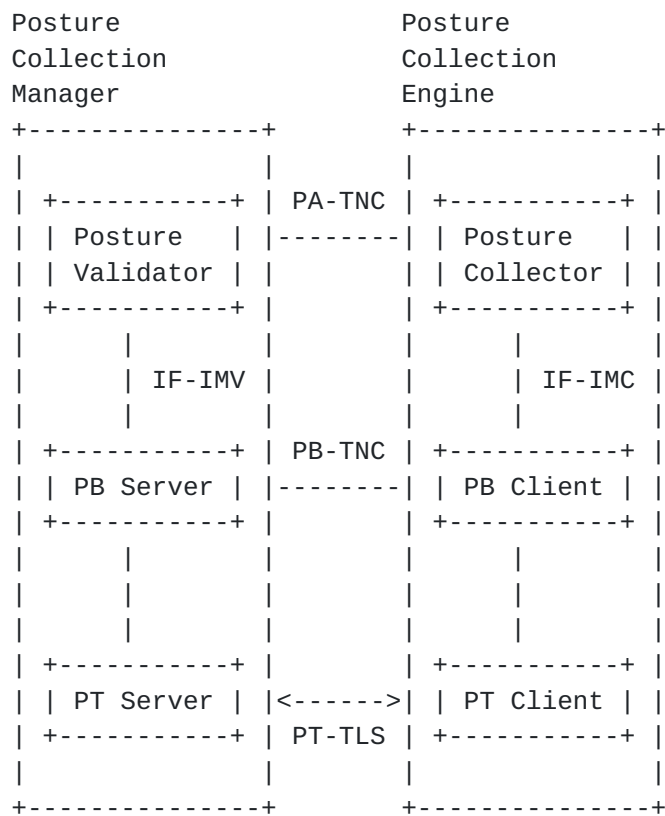 Posture Posture
Collection Collection
Manager Engine
PA-TNC
Posture Posture
Validator Collector
IF-IMV IF-IMC
PB-TNC
PB Server PB Client
PT Server <------> PT Client
PT-TLS